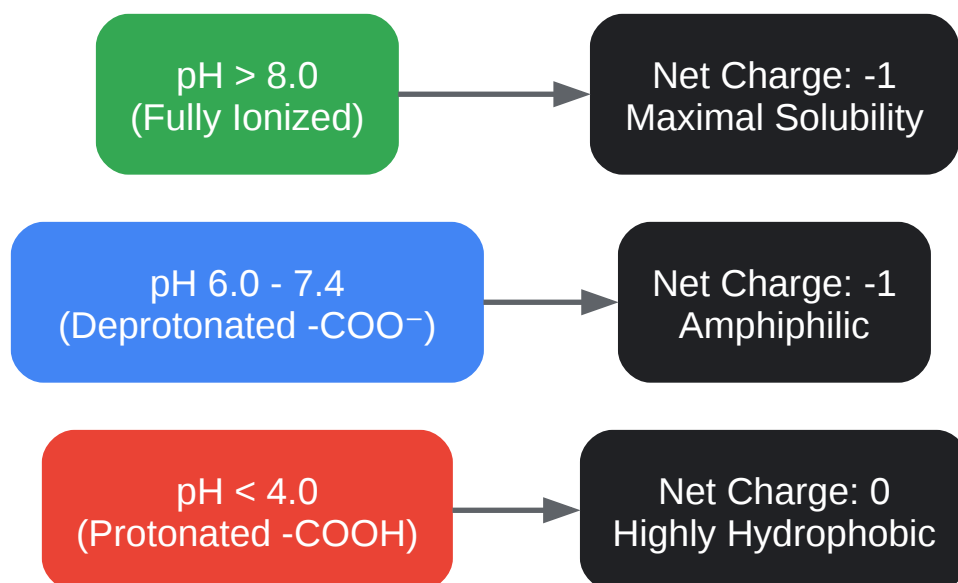 pH > 8.0
(Fully Ionized)
Net Charge: -1
Maximal Solubility
pH 6.0 - 7.4
(Deprotonated -COO⁻)
Net Charge: -1
Amphiphilic
pH < 4.0
(Protonated -COOH)
Net Charge: 0
Highly Hydrophobic